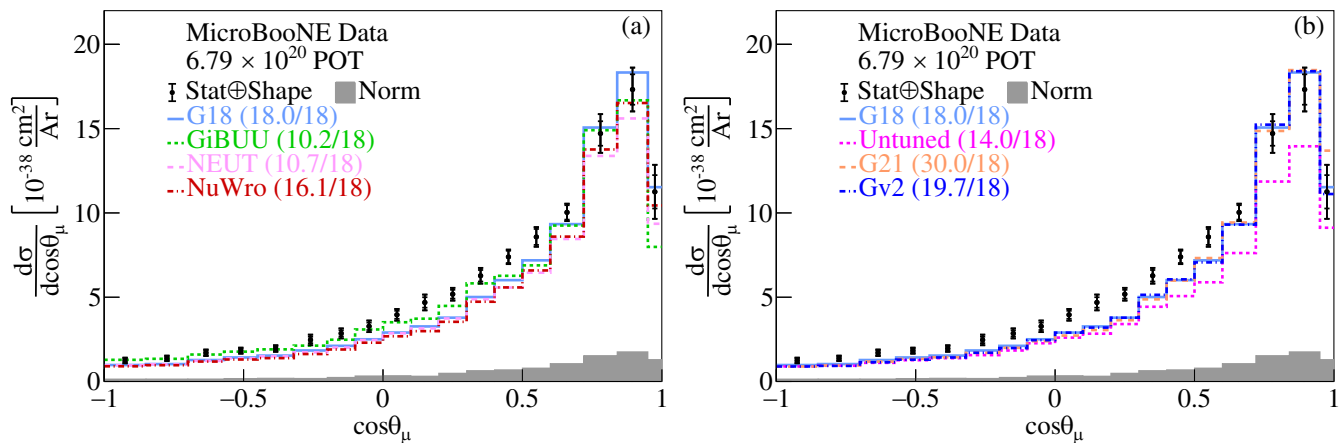 (a)
MicroBooNE Data
6.79 × 10^20 POT
Stat⊕Shape Norm
G18 (18.0/18)
GiBUU (10.2/18)
NEUT (10.7/18)
NuWro (16.1/18)
dσ/dcosθμ [10^−38 cm^2/Ar]
20
15
10
5
0
−1 −0.5 0 0.5 1
cosθμ
(b)
MicroBooNE Data
6.79 × 10^20 POT
Stat⊕Shape Norm
G18 (18.0/18)
Untuned (14.0/18)
G21 (30.0/18)
Gv2 (19.7/18)
dσ/dcosθμ [10^−38 cm^2/Ar]
20
15
10
5
0
−1 −0.5 0 0.5 1
cosθμ